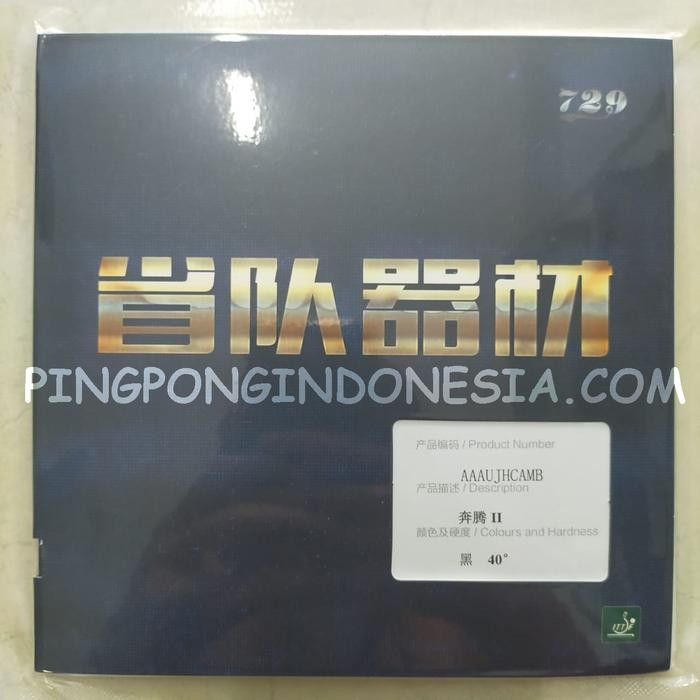 729
省队器材
PINGPONGINDONESIA.COM
产品编码 / Product Number
AAAUJHCAMB
产品描述 / Description
奔腾 II
颜色及硬度 / Colours and Hardness
黑 40°
ITTF